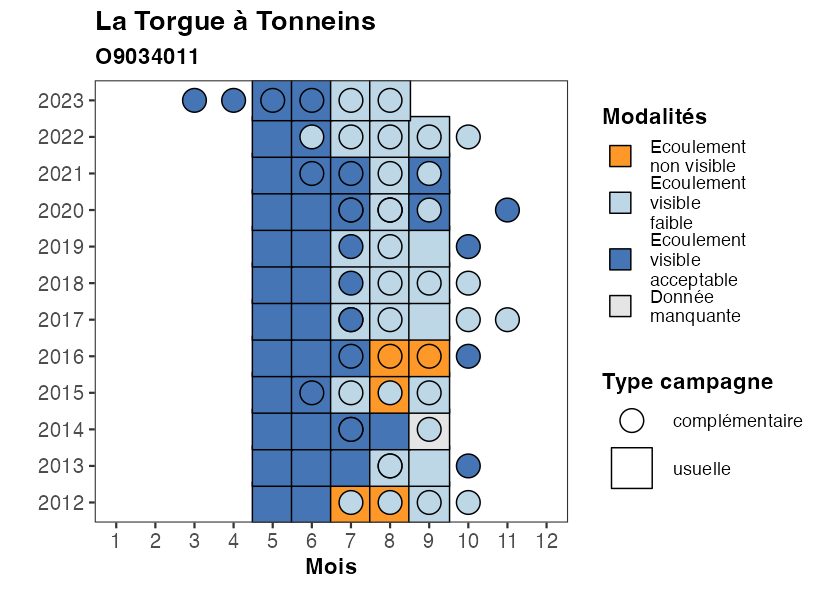 La Torgue à Tonneins
O9034011
2023
2022
2021
2020
2019
2018
2017
2016
2015
2014
2013
2012
1 2 3 4 5 6 7 8 9 10 11 12
Mois
Modalités
Ecoulement
non visible
Ecoulement
visible
faible
Ecoulement
visible
acceptable
Donnée
manquante
Type campagne
complémentaire
usuelle